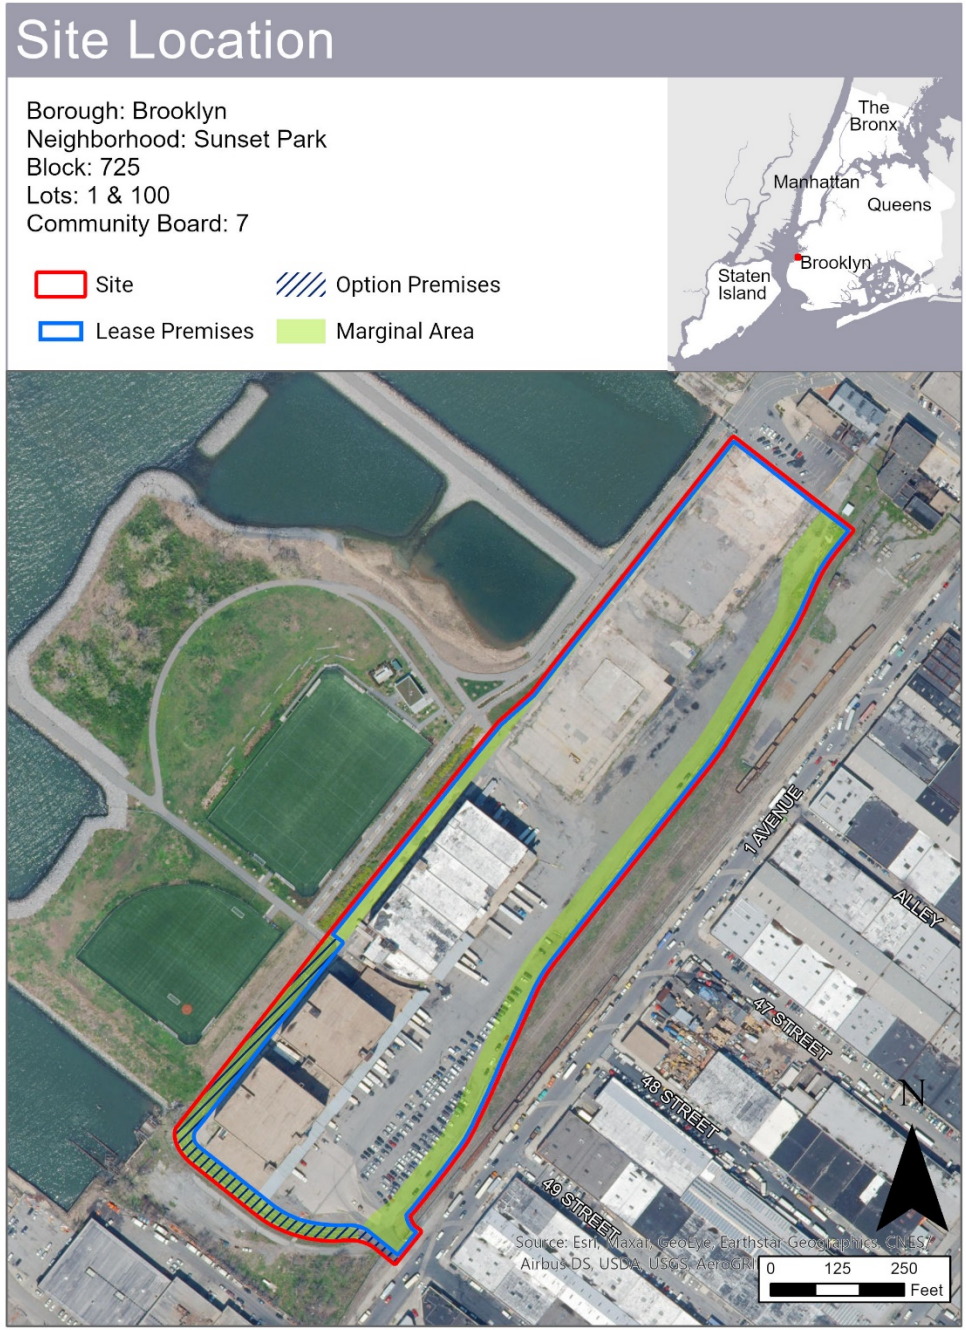 Site Location
Borough: Brooklyn
Neighborhood: Sunset Park
Block: 725
Lots: 1 & 100
Community Board: 7
Site
Option Premises
Lease Premises
Marginal Area
The
Bronx
Manhattan
Queens
Brooklyn
Staten
Island
1 AVENUE
ALLEY
47 STREET
48 STREET
49 STREET
N
Source: Esri, Maxar, GeoEye, Earthstar Geographics, CNES/
Airbus DS, USDA, USGS, AeroGRI
0 125 250
Feet